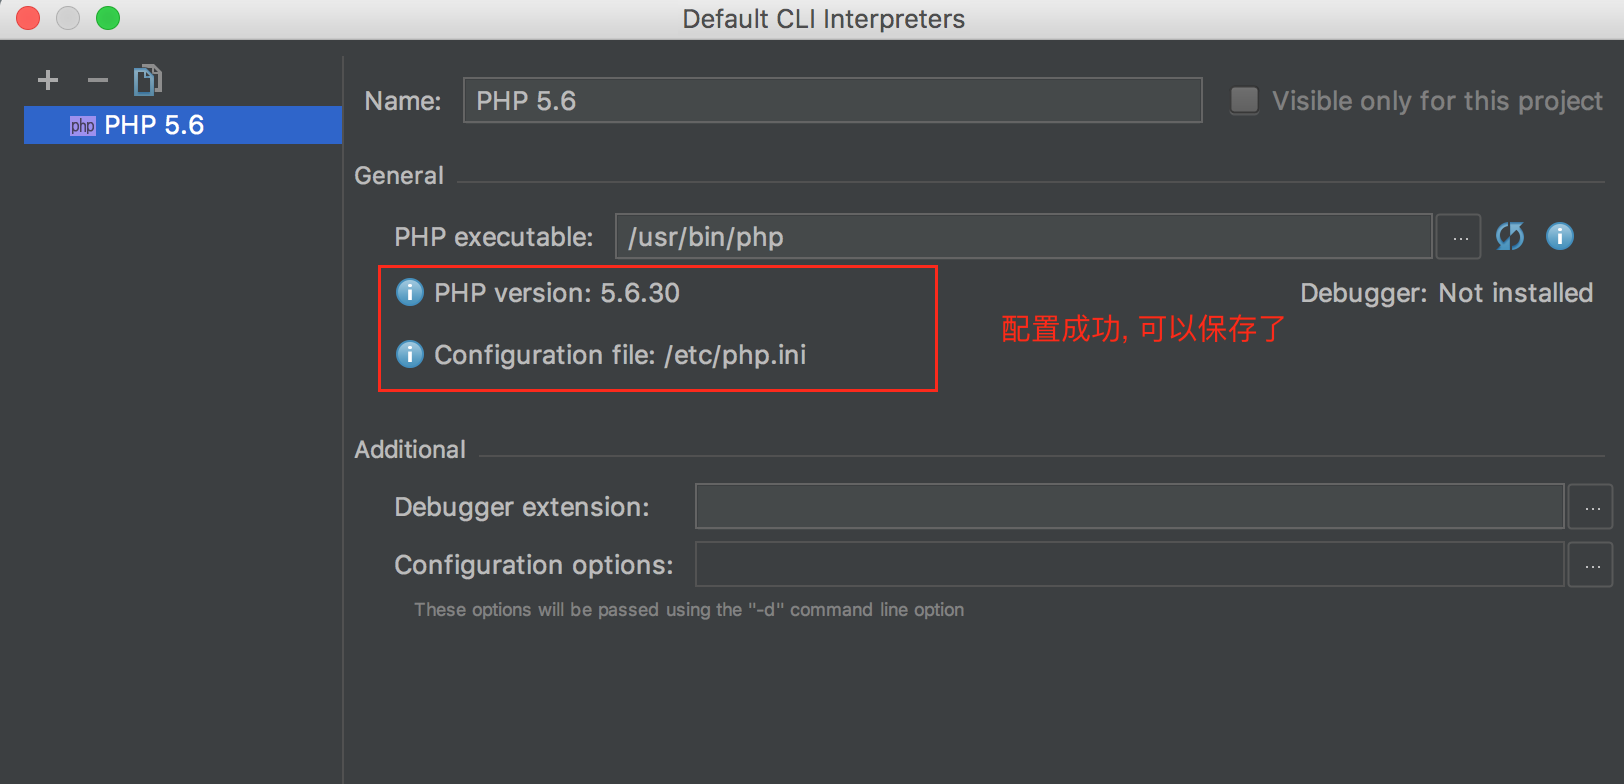 Default CLI Interpreters
php PHP 5.6
Name: PHP 5.6 Visible only for this project
General
PHP executable: /usr/bin/php ...
PHP version: 5.6.30 Debugger: Not installed
配置成功, 可以保存了
Configuration file: /etc/php.ini
Additional
Debugger extension: ...
Configuration options: ...
These options will be passed using the "-d" command line option